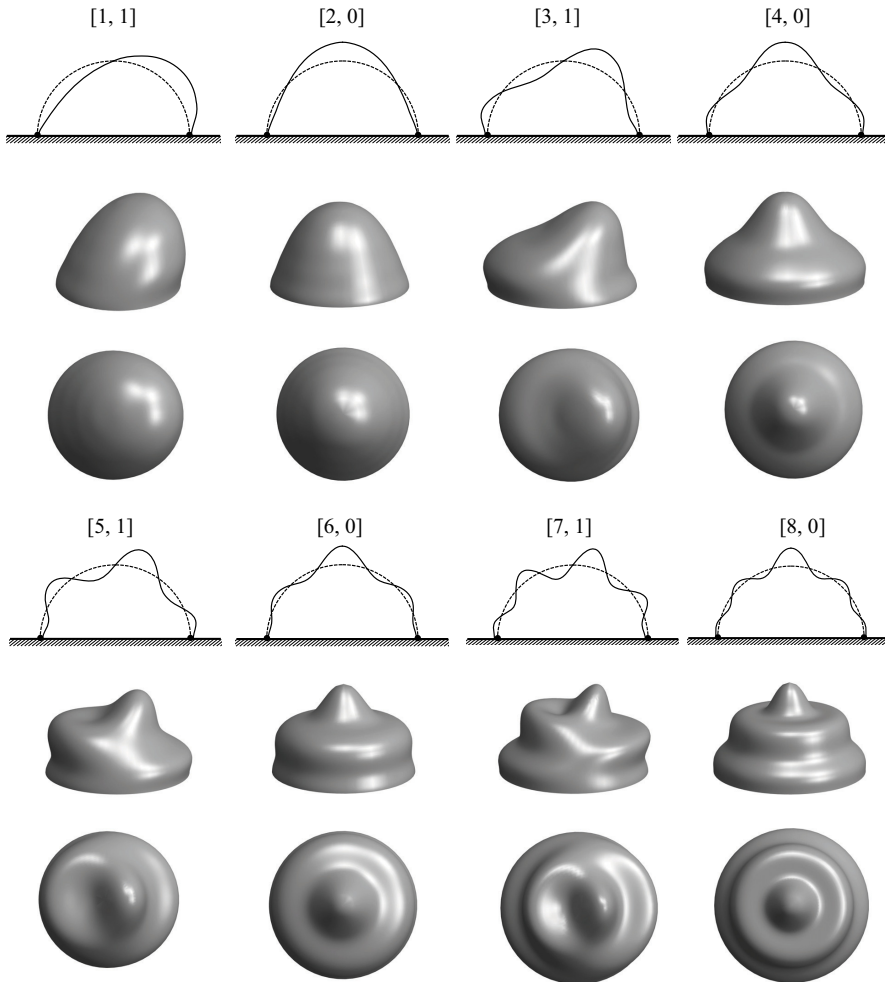 [1, 1] [2, 0] [3, 1] [4, 0]
[5, 1] [6, 0] [7, 1] [8, 0]